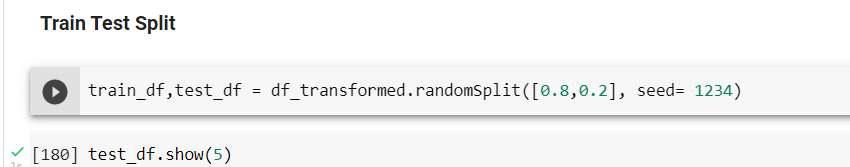 Train Test Split
train_df,test_df = df_transformed.randomSplit([0.8,0.2], seed= 1234)
[180] test_df.show(5)